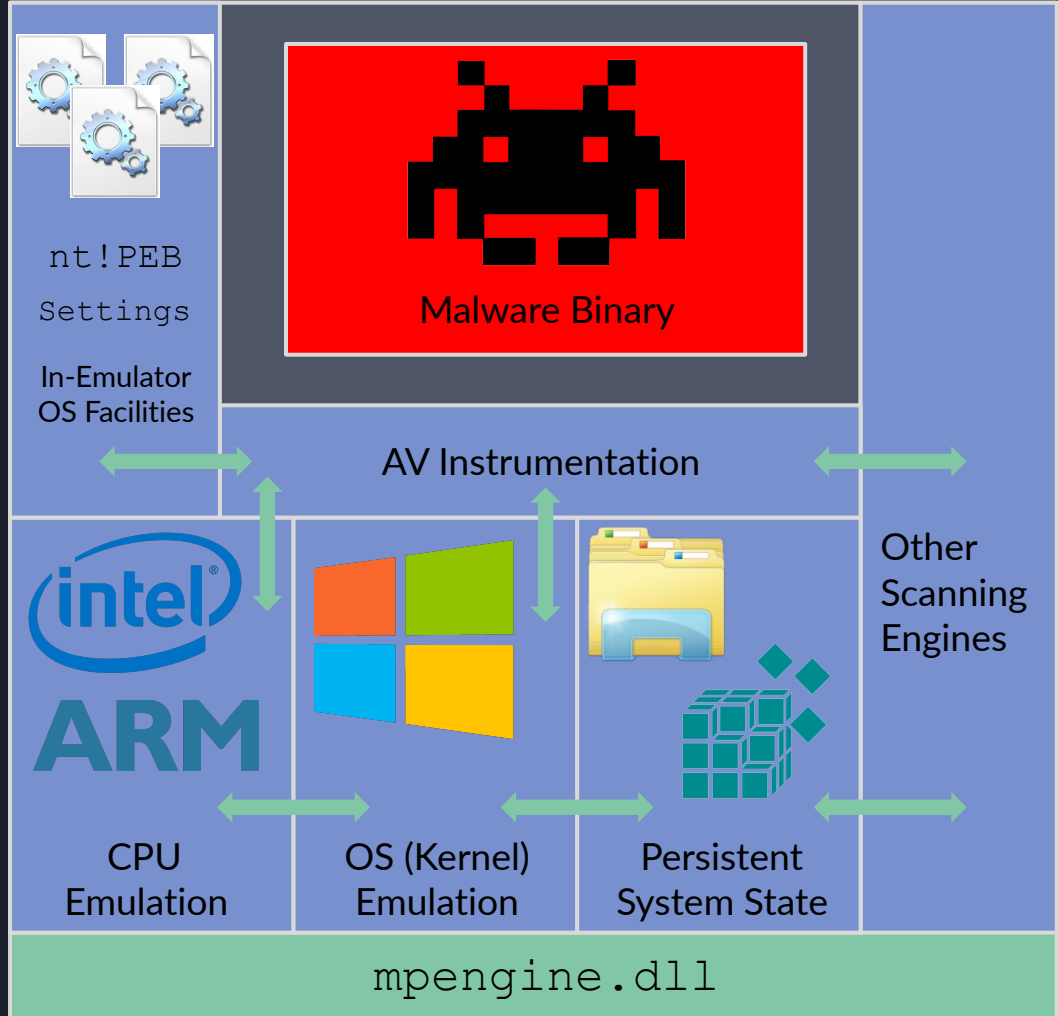 nt!PEB
Settings
In-Emulator
OS Facilities
Malware Binary
AV Instrumentation
intel®
ARM
CPU
Emulation
OS (Kernel)
Emulation
Persistent
System State
Other
Scanning
Engines
mpengine.dll